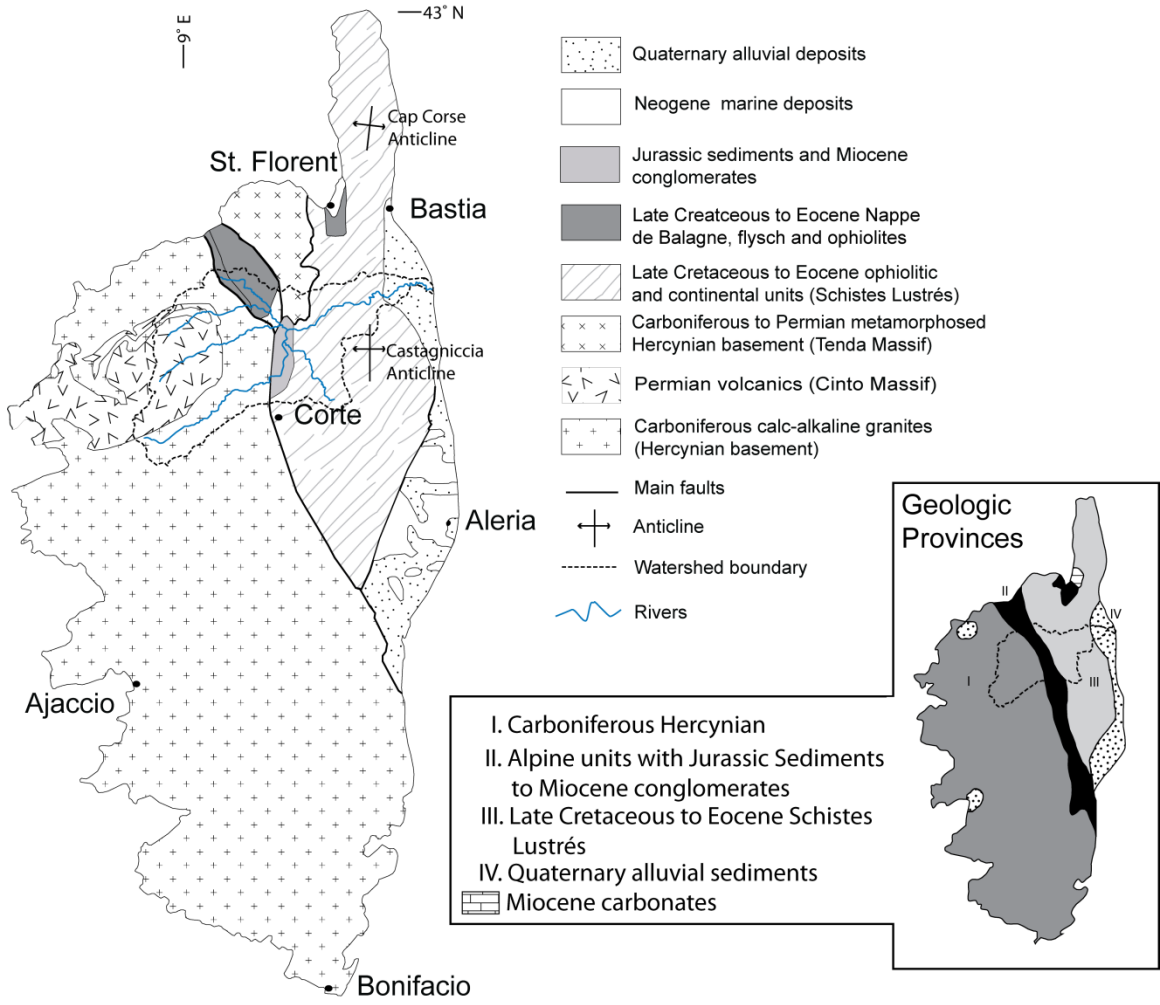 43° N
9° E
Cap Corse
Anticline
St. Florent
Bastia
Castagniccia
Anticline
Corte
Aleria
Ajaccio
Bonifacio
Quaternary alluvial deposits
Neogene marine deposits
Jurassic sediments and Miocene
conglomerates
Late Creatceous to Eocene Nappe
de Balagne, flysch and ophiolites
Late Cretaceous to Eocene ophiolitic
and continental units (Schistes Lustrés)
Carboniferous to Permian metamorphosed
Hercynian basement (Tenda Massif)
Permian volcanics (Cinto Massif)
Carboniferous calc-alkaline granites
(Hercynian basement)
Main faults
Anticline
Watershed boundary
Rivers
Geologic
Provinces
II
IV
I
III
I. Carboniferous Hercynian
II. Alpine units with Jurassic Sediments
to Miocene conglomerates
III. Late Cretaceous to Eocene Schistes
Lustrés
IV. Quaternary alluvial sediments
Miocene carbonates